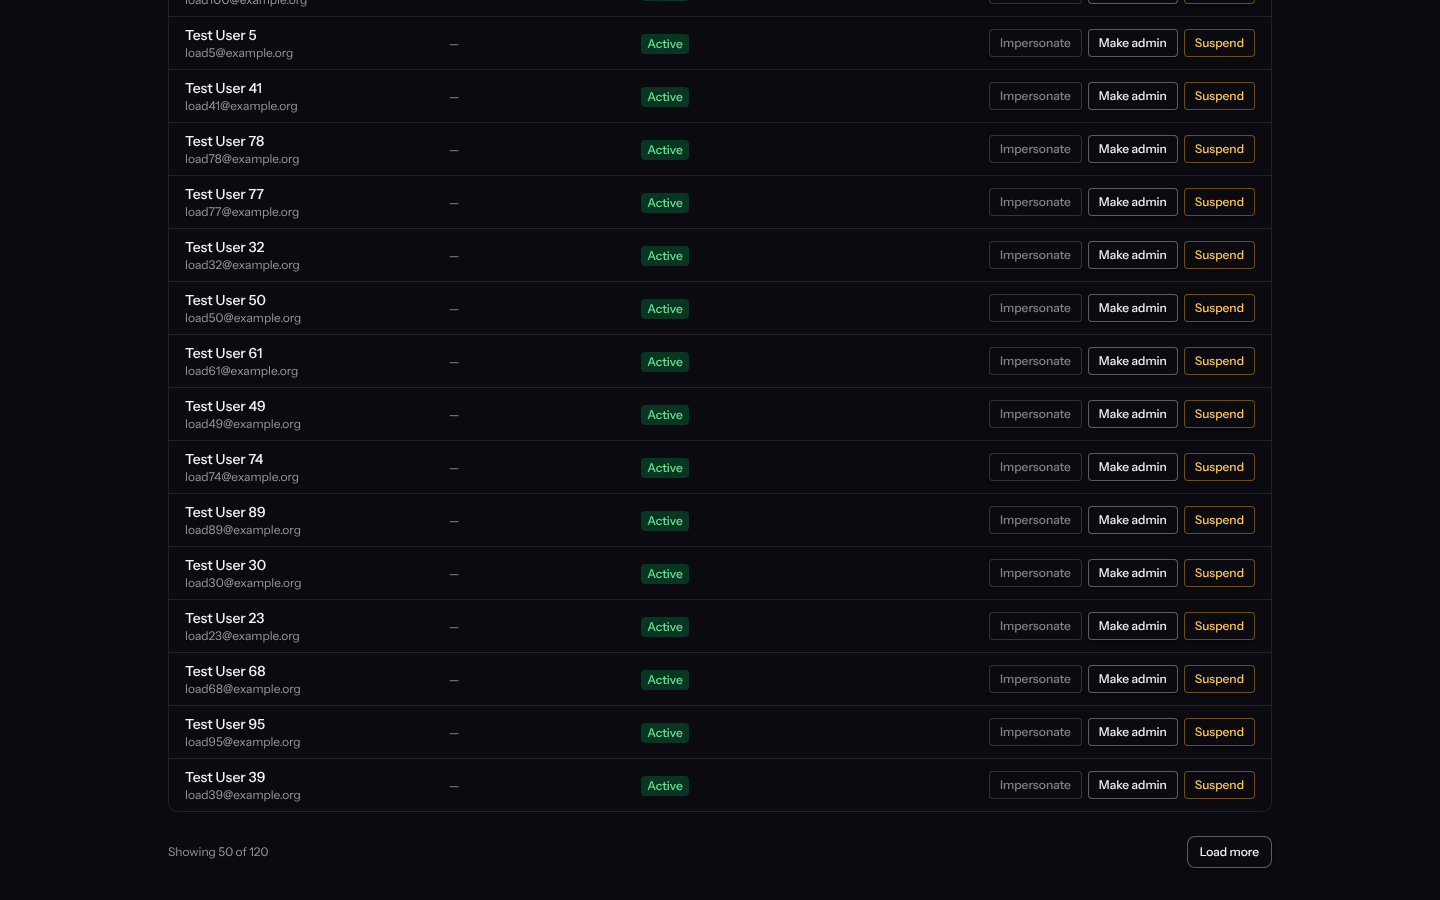 Test User 5
load5@example.org
—
Active
Impersonate Make admin Suspend
Test User 41
load41@example.org
—
Active
Impersonate Make admin Suspend
Test User 78
load78@example.org
—
Active
Impersonate Make admin Suspend
Test User 77
load77@example.org
—
Active
Impersonate Make admin Suspend
Test User 32
load32@example.org
—
Active
Impersonate Make admin Suspend
Test User 50
load50@example.org
—
Active
Impersonate Make admin Suspend
Test User 61
load61@example.org
—
Active
Impersonate Make admin Suspend
Test User 49
load49@example.org
—
Active
Impersonate Make admin Suspend
Test User 74
load74@example.org
—
Active
Impersonate Make admin Suspend
Test User 89
load89@example.org
—
Active
Impersonate Make admin Suspend
Test User 30
load30@example.org
—
Active
Impersonate Make admin Suspend
Test User 23
load23@example.org
—
Active
Impersonate Make admin Suspend
Test User 68
load68@example.org
—
Active
Impersonate Make admin Suspend
Test User 95
load95@example.org
—
Active
Impersonate Make admin Suspend
Test User 39
load39@example.org
—
Active
Impersonate Make admin Suspend
Showing 50 of 120
Load more